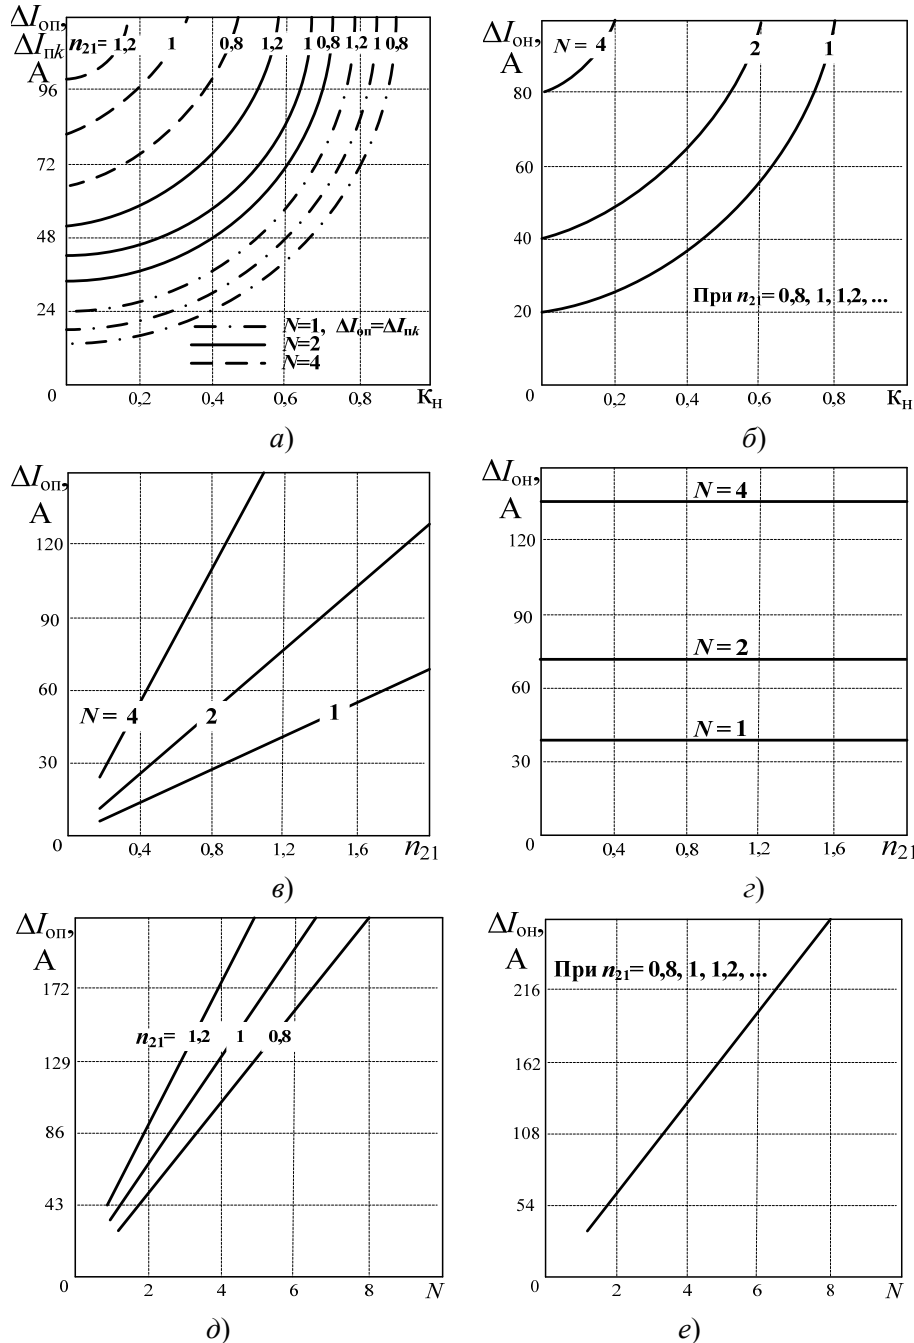 ΔIоп,
ΔIпk
А
n21= 1,2 1 0,8 1,2 1 0,8 1,2 1 0,8
96
72
48
24
N=1, ΔIоп=ΔIпk
N=2
N=4
0 0,2 0,4 0,6 0,8 Kн
а)
ΔIон,
А
N = 4 2 1
80
60
40
При n21= 0,8, 1, 1,2, ...
20
0 0,2 0,4 0,6 0,8 Kн
б)
ΔIоп,
А
120
90
60
N = 4 2 1
30
0 0,4 0,8 1,2 1,6 n21
в)
ΔIон,
А
N = 4
120
90
N = 2
60
N = 1
30
0 0,4 0,8 1,2 1,6 n21
г)
ΔIоп,
А
172
n21= 1,2 1 0,8
129
86
43
0 2 4 6 8 N
д)
ΔIон,
А
При n21= 0,8, 1, 1,2, ...
216
162
108
54
0 2 4 6 8 N
е)